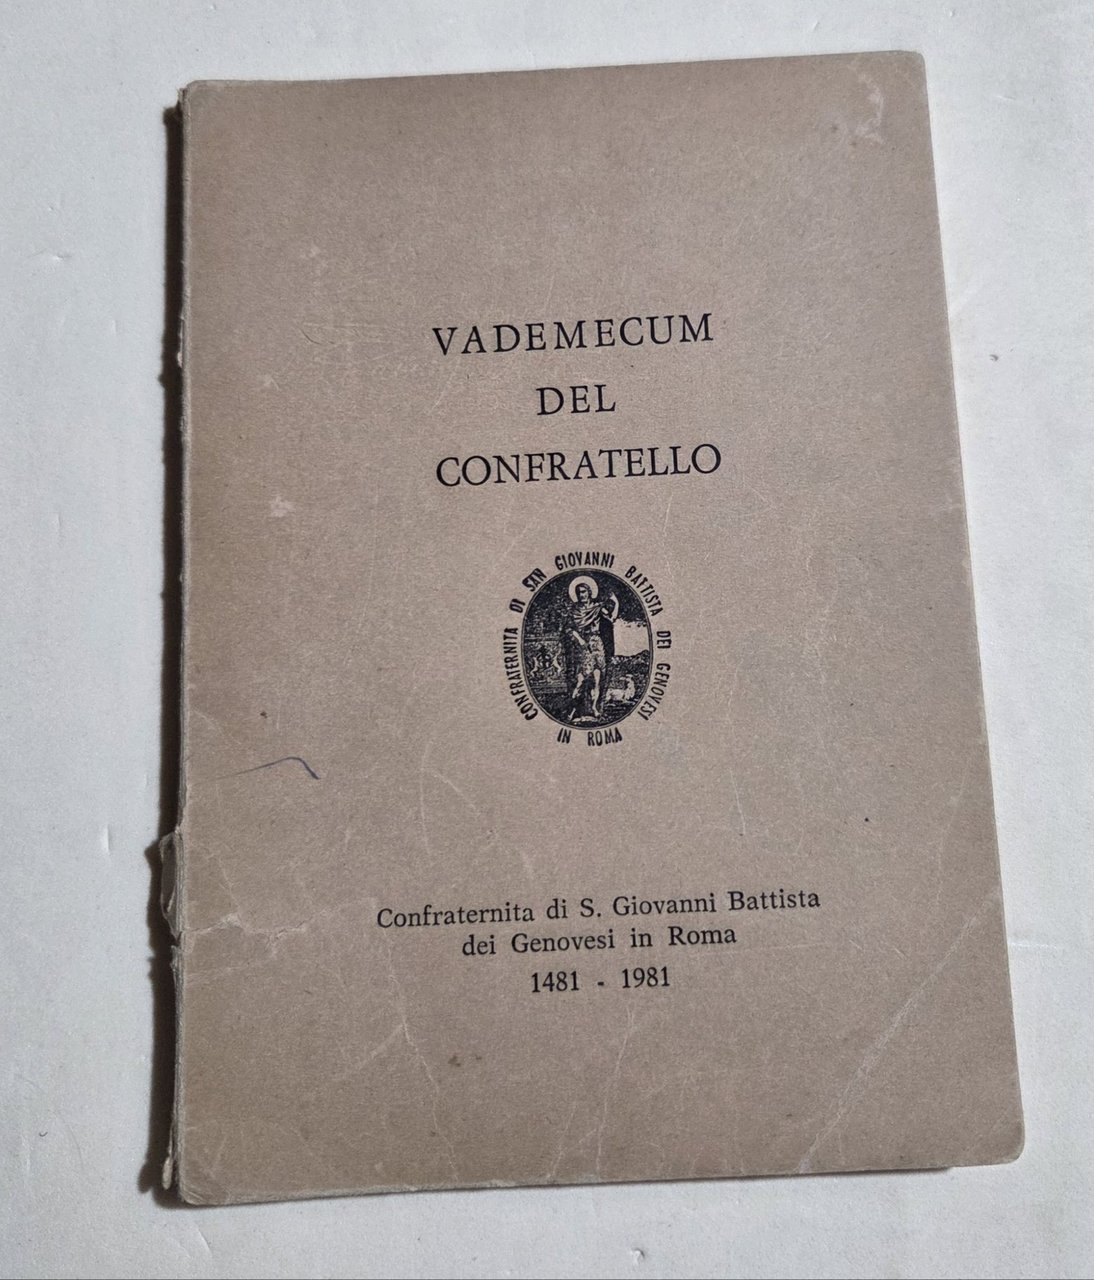 VADEMECUM
DEL
CONFRATELLO
CONFRATERNITA DI SAN GIOVANNI BATTISTA DEI GENOVESI
IN ROMA
Confraternita di S. Giovanni Battista
dei Genovesi in Roma
1481 - 1981